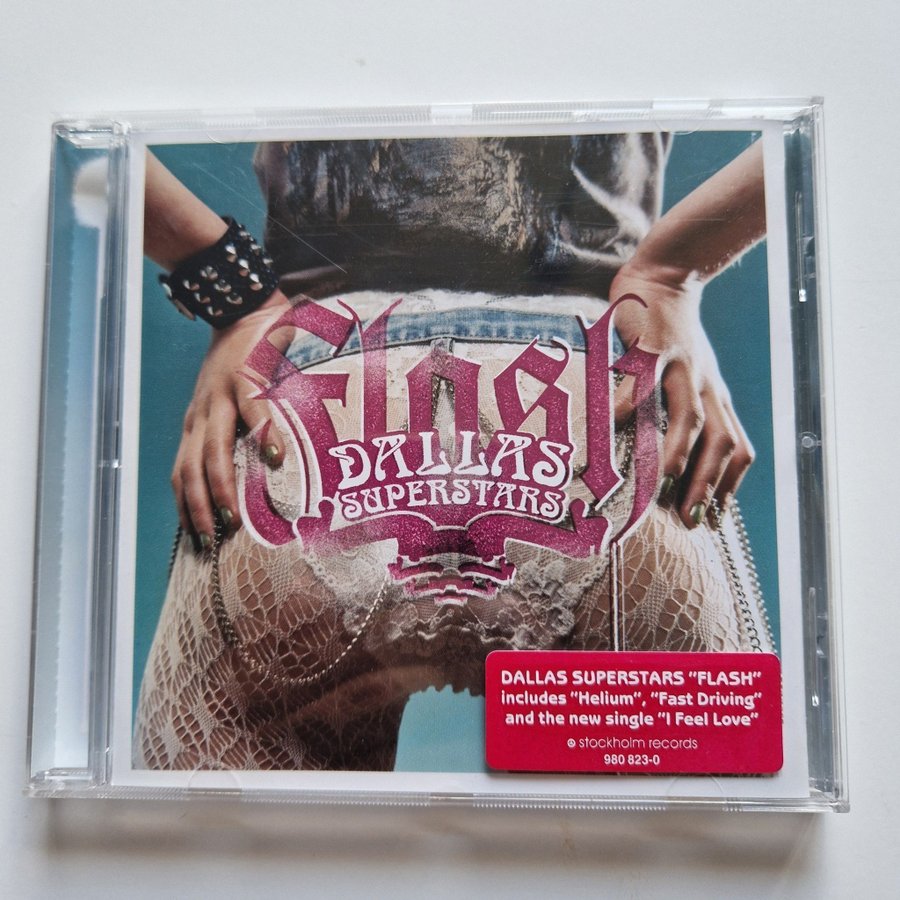 Flash
DALLAS
SUPERSTARS
DALLAS SUPERSTARS "FLASH"
includes "Helium", "Fast Driving"
and the new single "I Feel Love"
stockholm records
980 823-0